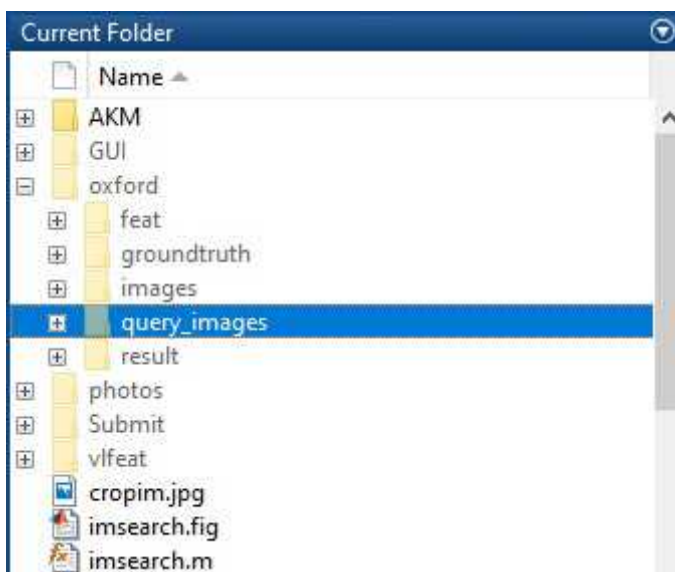 Current Folder
Name
AKM
GUI
oxford
feat
groundtruth
images
query_images
result
photos
Submit
vlfeat
cropim.jpg
imsearch.fig
imsearch.m